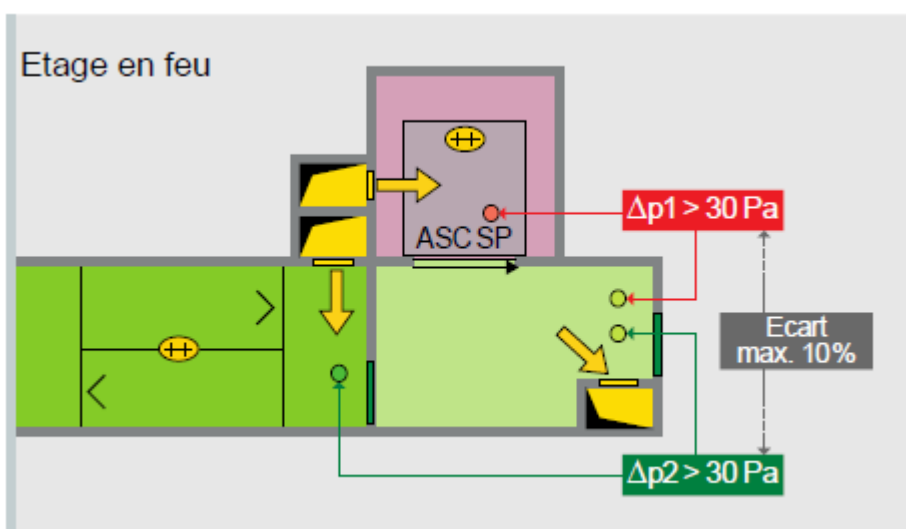 Etage en feu
Δp1 > 30 Pa
ASC SP
Ecart
max. 10%
Δp2 > 30 Pa